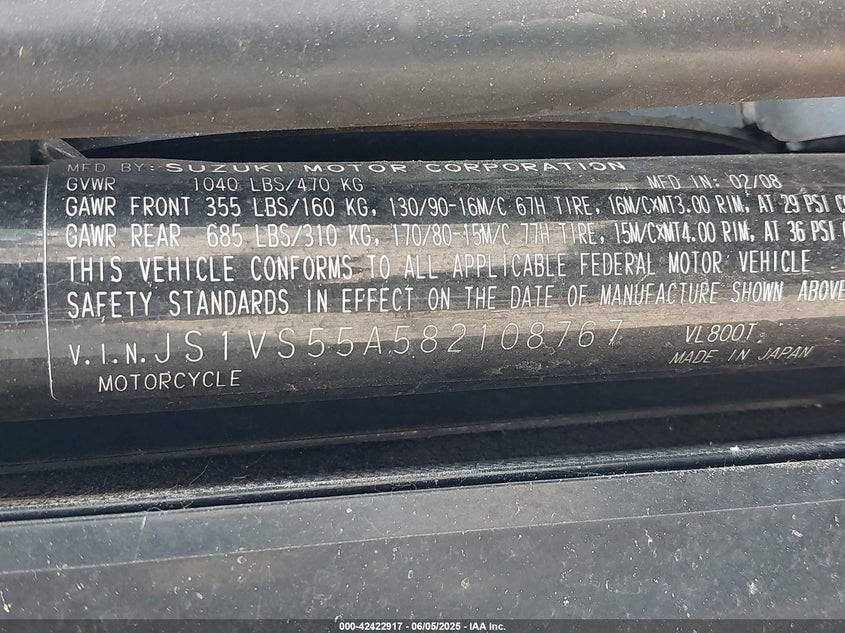 MFD BY: SUZUKI MOTOR CORPORATION
GVWR 1040 LBS/470 KG MFD IN: 02/08
GAWR FRONT 355 LBS/160 KG, 130/90-16M/C 67H TIRE, 16M/CXMT3.00 RIM, AT 29 PSI
GAWR REAR 685 LBS/310 KG, 170/80-15M/C 77H TIRE, 15M/CXMT4.00 RIM, AT 36 PSI
THIS VEHICLE CONFORMS TO ALL APPLICABLE FEDERAL MOTOR VEHICLE
SAFETY STANDARDS IN EFFECT ON THE DATE OF MANUFACTURE SHOWN ABOVE
V.I.N. JS1VS55A582108767 VL800T
MOTORCYCLE MADE IN JAPAN
000-42422917 - 06/05/2025 - IAA Inc.